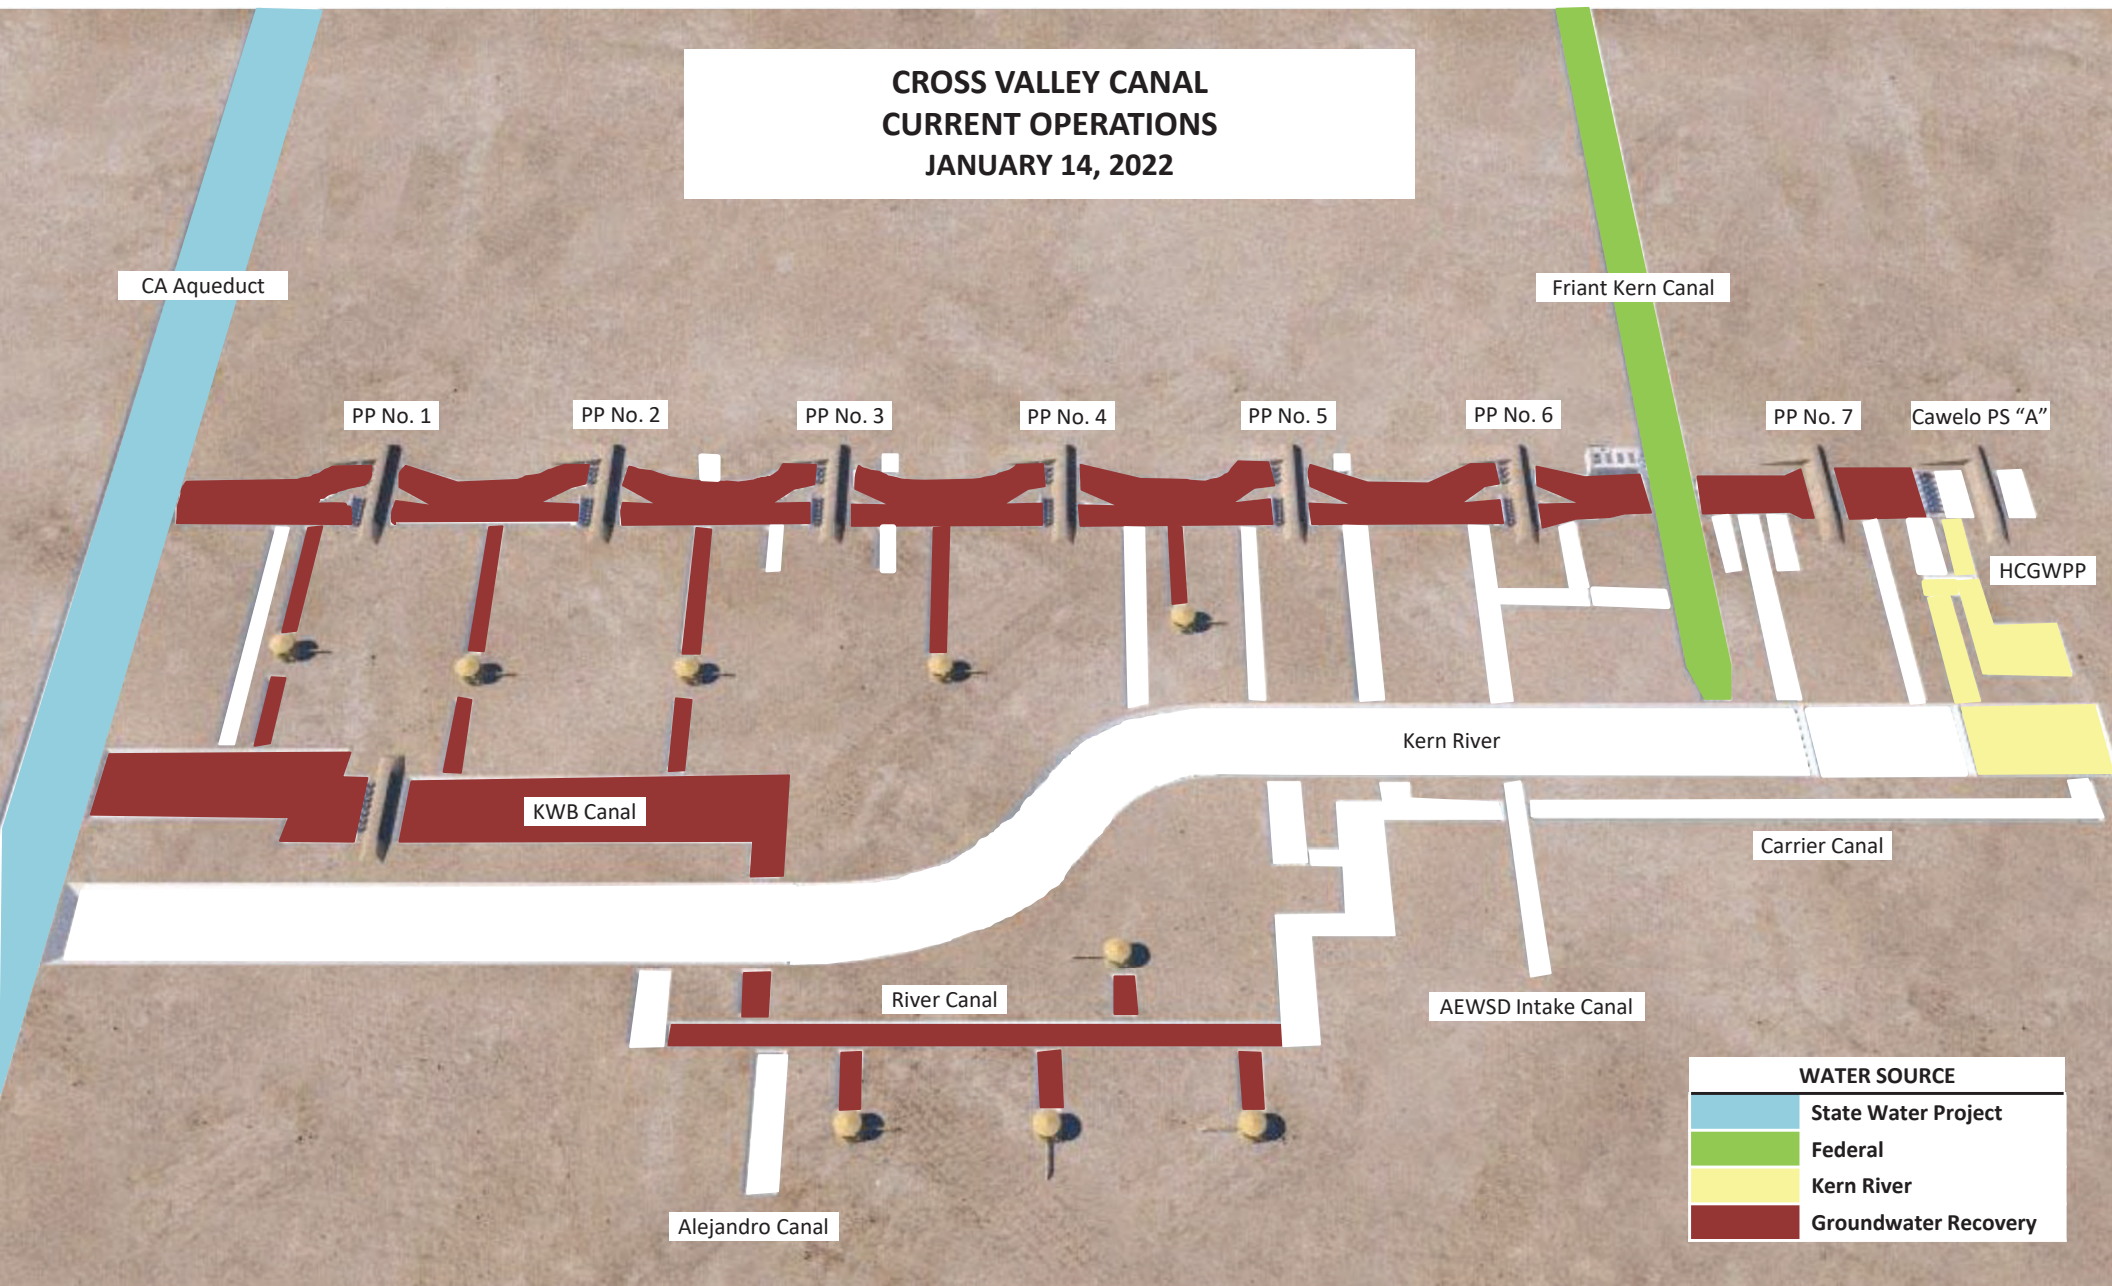 CROSS VALLEY CANAL
CURRENT OPERATIONS
JANUARY 14, 2022
CA Aqueduct
Friant Kern Canal
PP No. 1
PP No. 2
PP No. 3
PP No. 4
PP No. 5
PP No. 6
PP No. 7
Cawelo PS “A”
HCGWPP
Kern River
KWB Canal
Carrier Canal
River Canal
AEWSD Intake Canal
Alejandro Canal
WATER SOURCE
State Water Project
Federal
Kern River
Groundwater Recovery